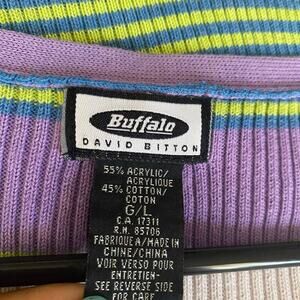 Buffalo
DAVID BITTON
55% ACRYLIC/
ACRYLIQUE
45% COTTON/
COTON
G/L
C.A. 17311
R.N. 85706
FABRIQUE A/MADE IN
CHINE/CHINA
VOIR VERSO POUR
ENTRETIEN-
SEE REVERSE SIDE
FOR CARE